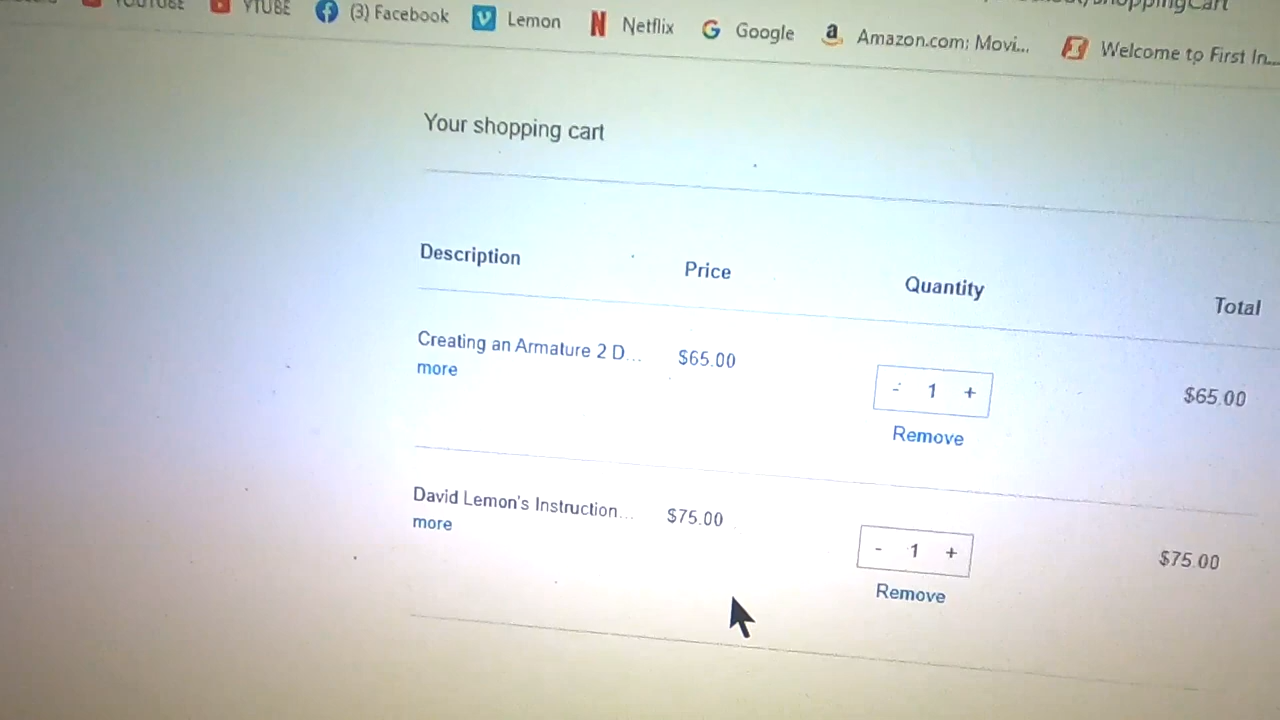 YOUTUBE YTUBE (3) Facebook Lemon Netflix Google Amazon.com: Movi... Welcome to First In...
Your shopping cart
Description Price Quantity Total
Creating an Armature 2 D... $65.00 - 1 + $65.00
more
Remove
David Lemon's Instruction... $75.00 - 1 + $75.00
more
Remove